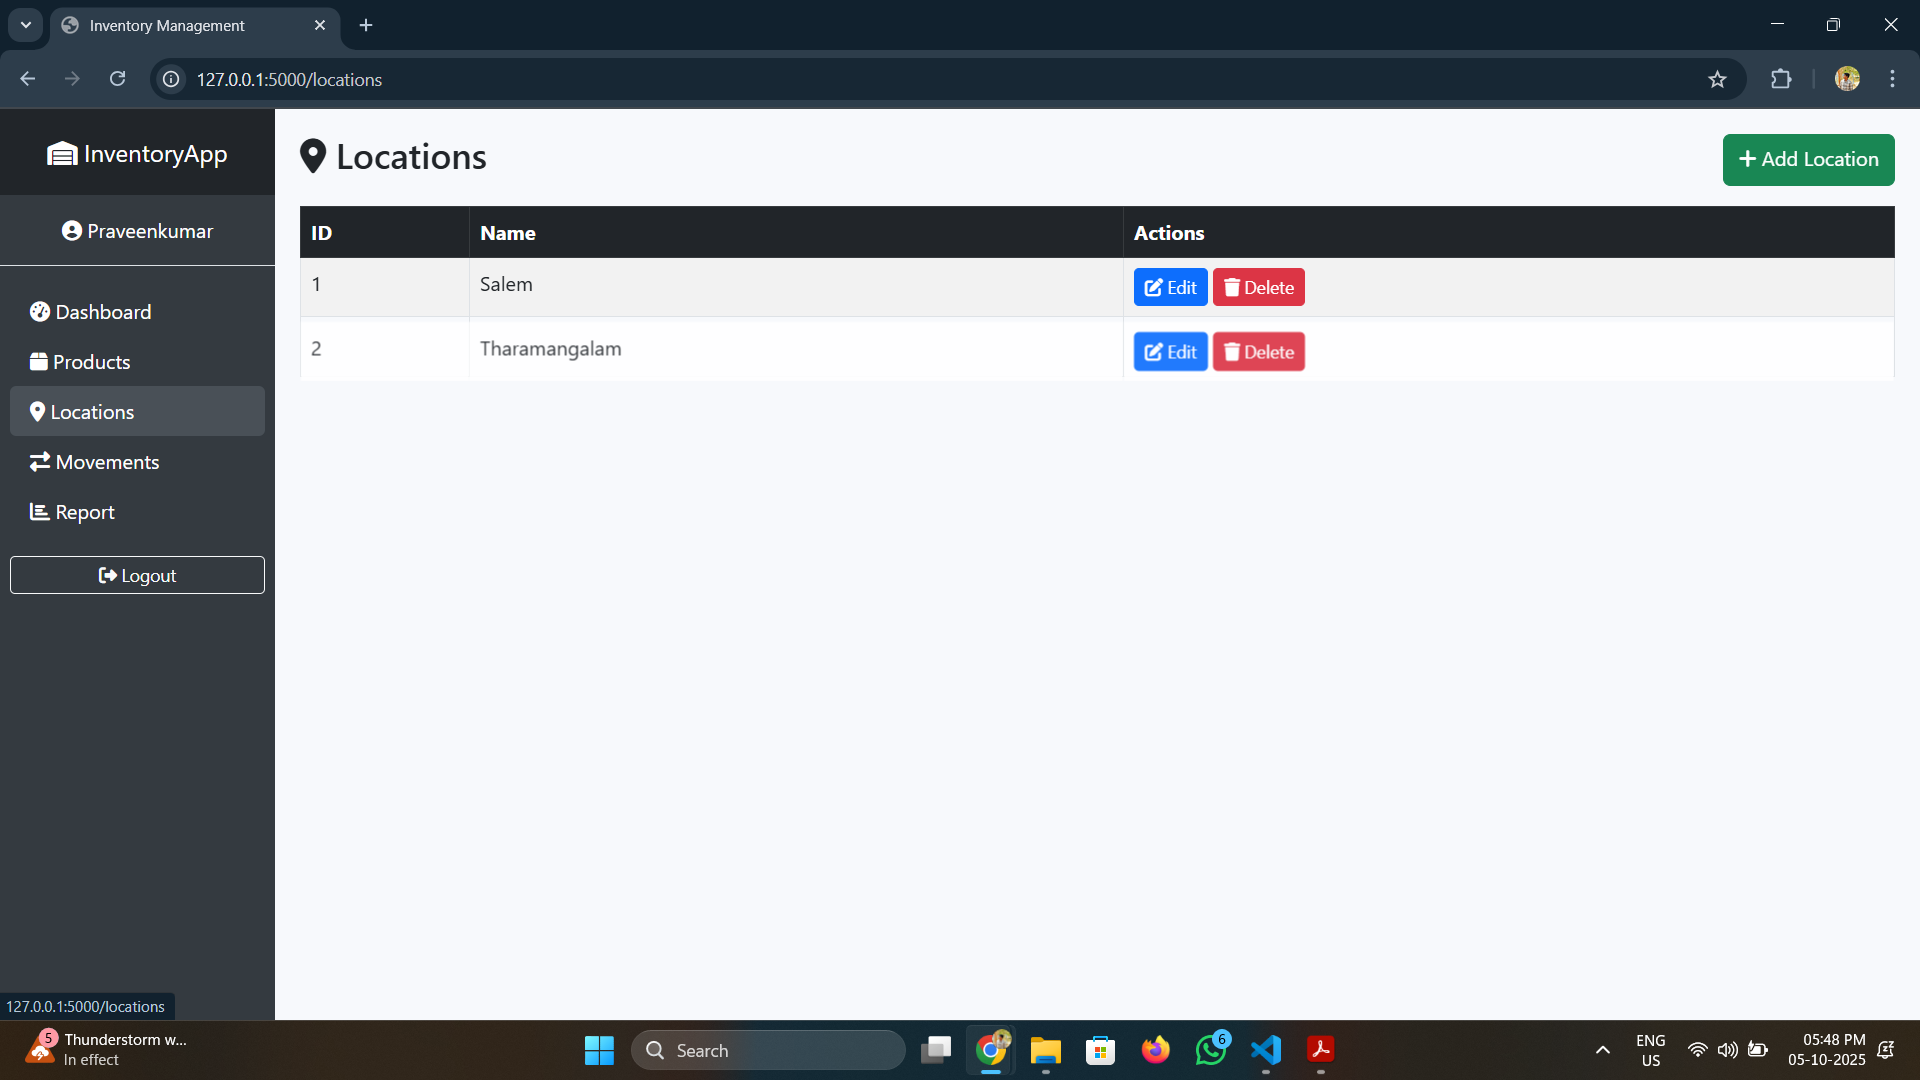 Inventory Management
127.0.0.1:5000/locations
InventoryApp
Praveenkumar
Dashboard
Products
Locations
Movements
Report
Logout
Locations
Add Location
ID Name Actions
1 Salem Edit Delete
2 Tharamangalam Edit Delete
127.0.0.1:5000/locations
5
Thunderstorm w...
In effect
Search
6
ENG
US
05:48 PM
05-10-2025